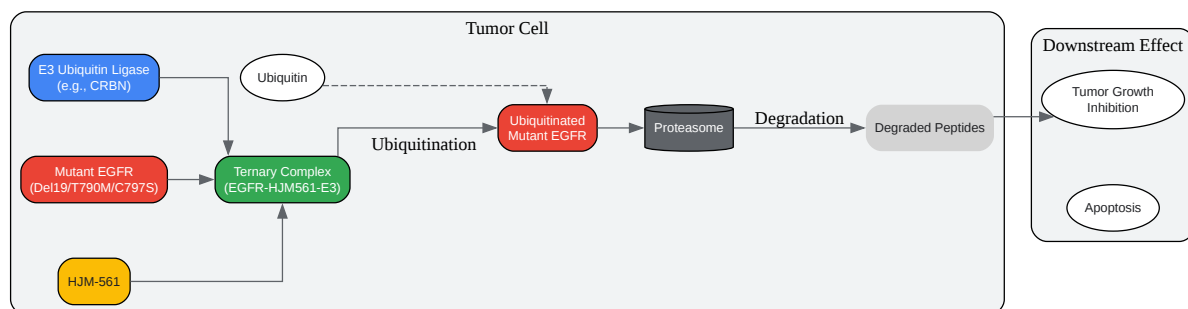 Tumor Cell
E3 Ubiquitin Ligase
(e.g., CRBN)
Ubiquitin
Mutant EGFR
(Del19/T790M/C797S)
Ternary Complex
(EGFR-HJM561-E3)
HJM-561
Ubiquitination
Ubiquitinated
Mutant EGFR
Proteasome
Degradation
Degraded Peptides
Downstream Effect
Tumor Growth
Inhibition
Apoptosis